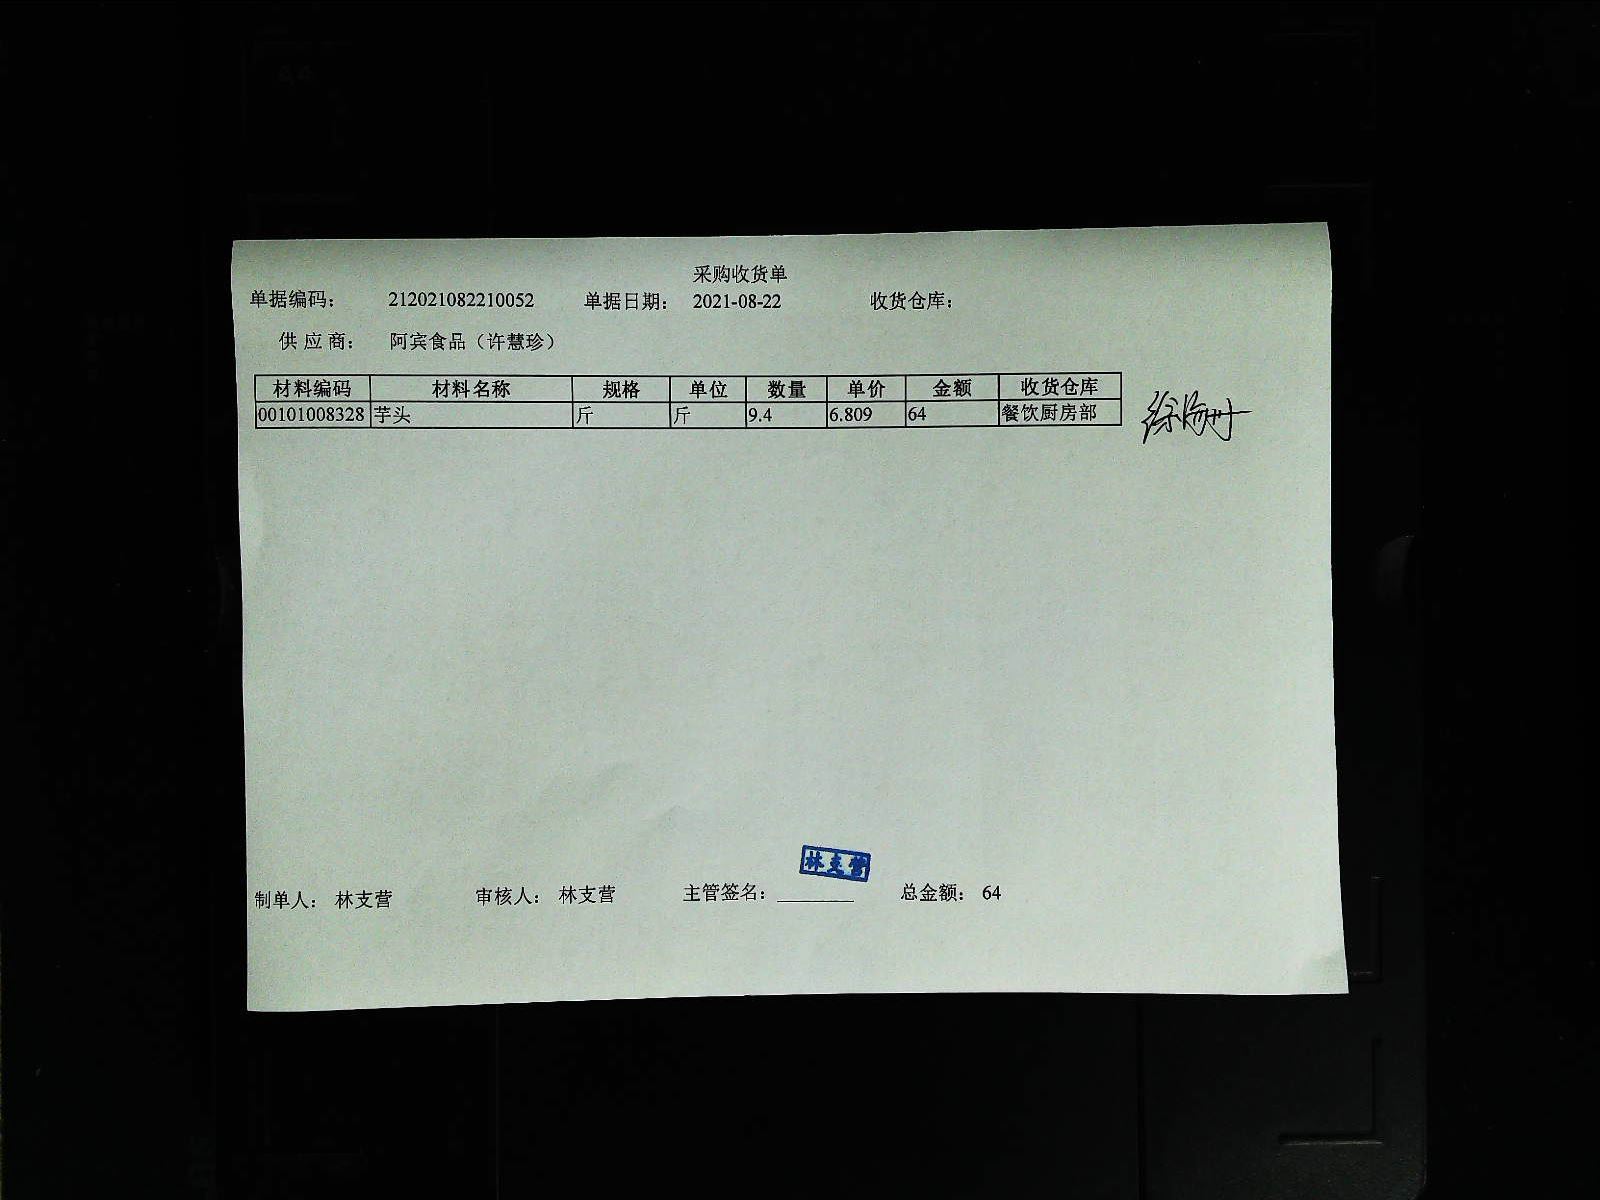 采购收货单
单据编码: 212021082210052 单据日期: 2021-08-22 收货仓库:
供应商: 阿宾食品（许慧珍）
材料编码 材料名称 规格 单位 数量 单价 金额 收货仓库
00101008328 芋头 斤 斤 9.4 6.809 64 餐饮厨房部
林支营
制单人: 林支营 审核人: 林支营 主管签名: 总金额: 64